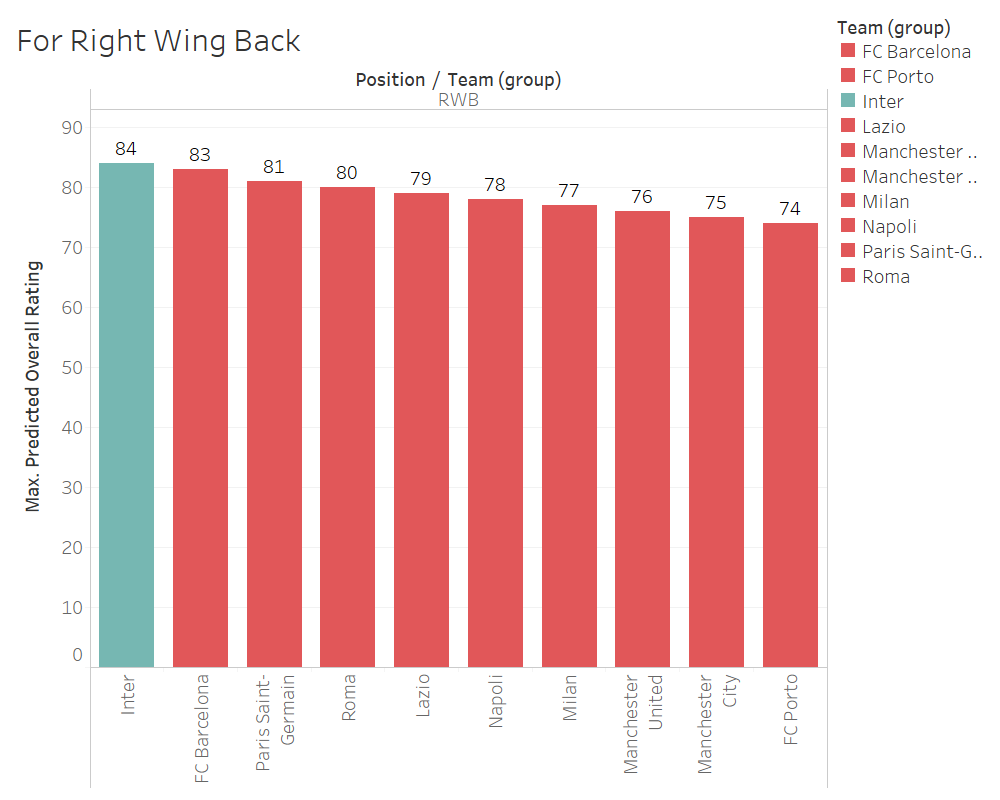 For Right Wing Back
Position / Team (group)
RWB
Max. Predicted Overall Rating
90
80
70
60
50
40
30
20
10
0
84
83
81
80
79
78
77
76
75
74
Inter
FC Barcelona
Paris Saint-
Germain
Roma
Lazio
Napoli
Milan
Manchester
United
Manchester
City
FC Porto
Team (group)
FC Barcelona
FC Porto
Inter
Lazio
Manchester ..
Manchester ..
Milan
Napoli
Paris Saint-G..
Roma